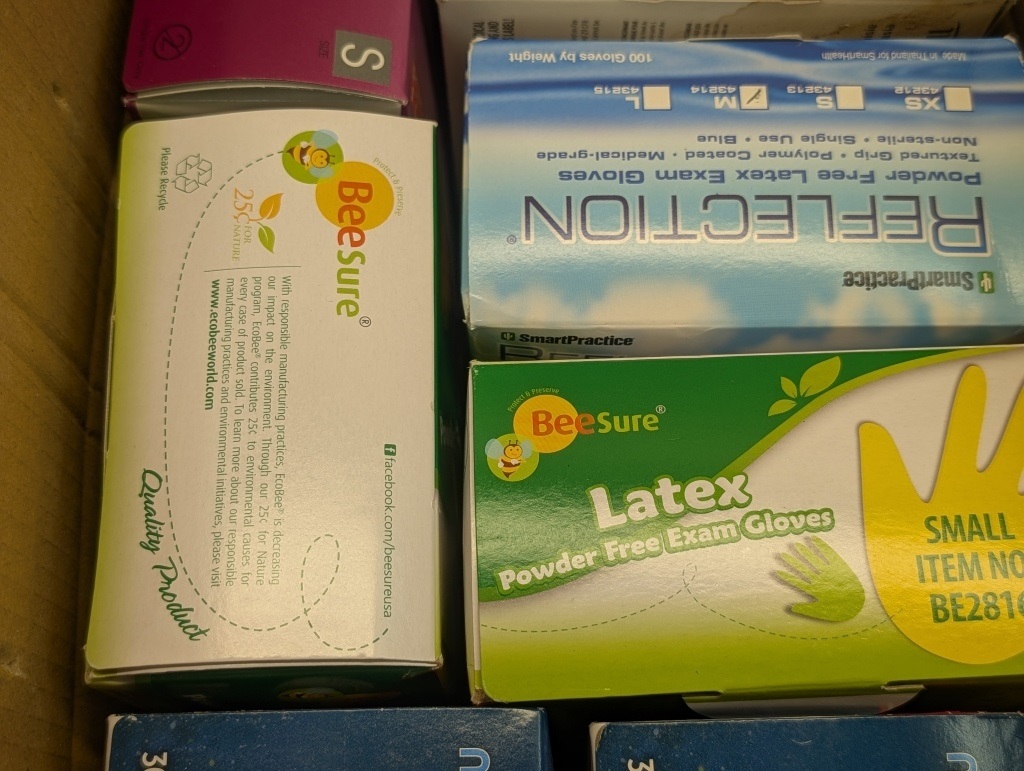 S
SIZE
2
Please Recycle
25¢ FOR
NATURE
Protect & Preserve
BeeSure®
With responsible manufacturing practices, EcoBee® is decreasing
our impact on the environment. Through our 25¢ for Nature
program, EcoBee® contributes 25¢ to environmental causes for
every case of product sold. To learn more about our responsible
manufacturing practices and environmental initiatives, please visit
www.ecobeeworld.com
facebook.com/beesureusa
Quality Product
SmartPractice
REFLECTION®
Powder Free Latex Exam Gloves
Textured Grip • Polymer Coated • Medical-grade
Non-sterile • Single Use • Blue
XS S M L
43212 43213 43214 43215
Made in Thailand for SmartHealth
100 Gloves by Weight
SmartPractice
Protect & Preserve
BeeSure®
Latex
Powder Free Exam Gloves
SMALL
ITEM NO
BE281